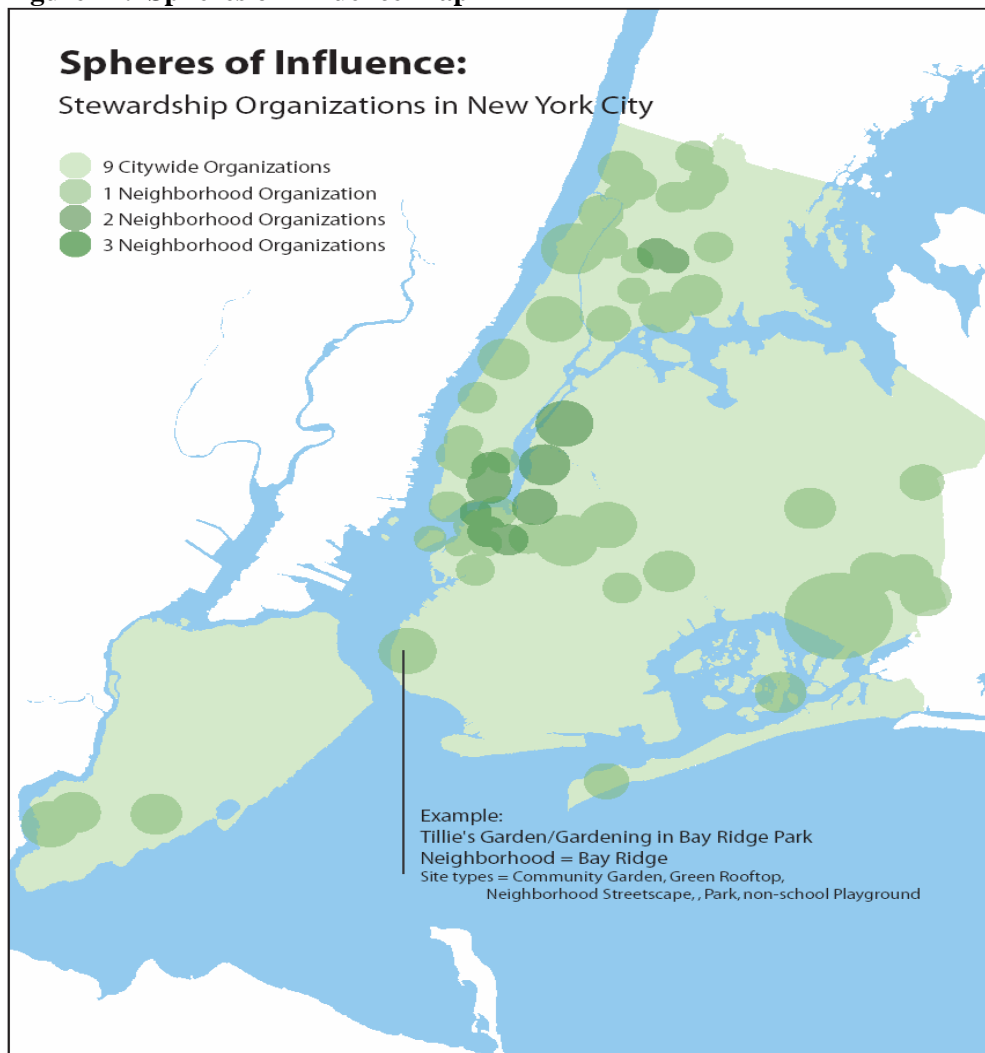 Spheres of Influence:
Stewardship Organizations in New York City
9 Citywide Organizations
1 Neighborhood Organization
2 Neighborhood Organizations
3 Neighborhood Organizations
Example:
Tillie's Garden/Gardening in Bay Ridge Park
Neighborhood = Bay Ridge
Site types = Community Garden, Green Rooftop,
Neighborhood Streetscape, , Park, non-school Playground